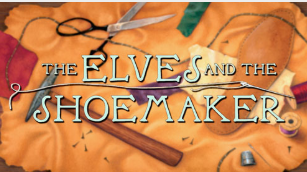 THE ELVES AND THE
SHOEMAKER